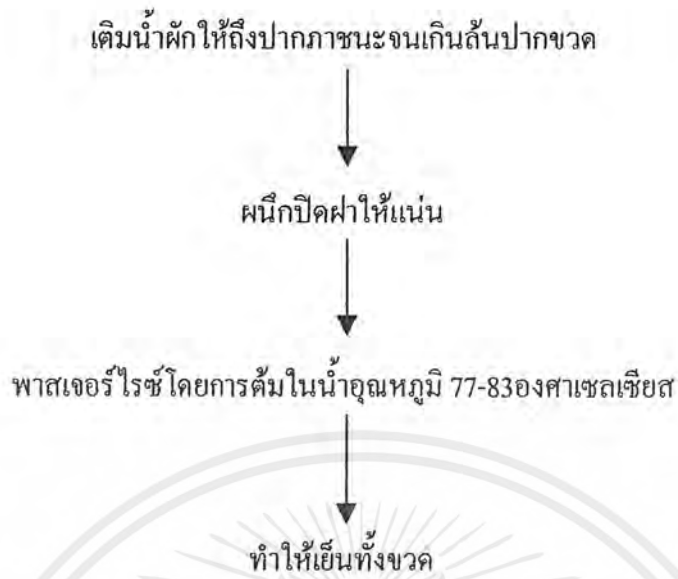 เติมน้ำผักให้ถึงปากภาชนะจนเกินล้นปากขวด
ผนึกปิดฝาให้แน่น
พาสเจอร์ไรซ์โดยการต้มในน้ำอุณหภูมิ 77-83องศาเซลเซียส
ทำให้เย็นทั้งขวด